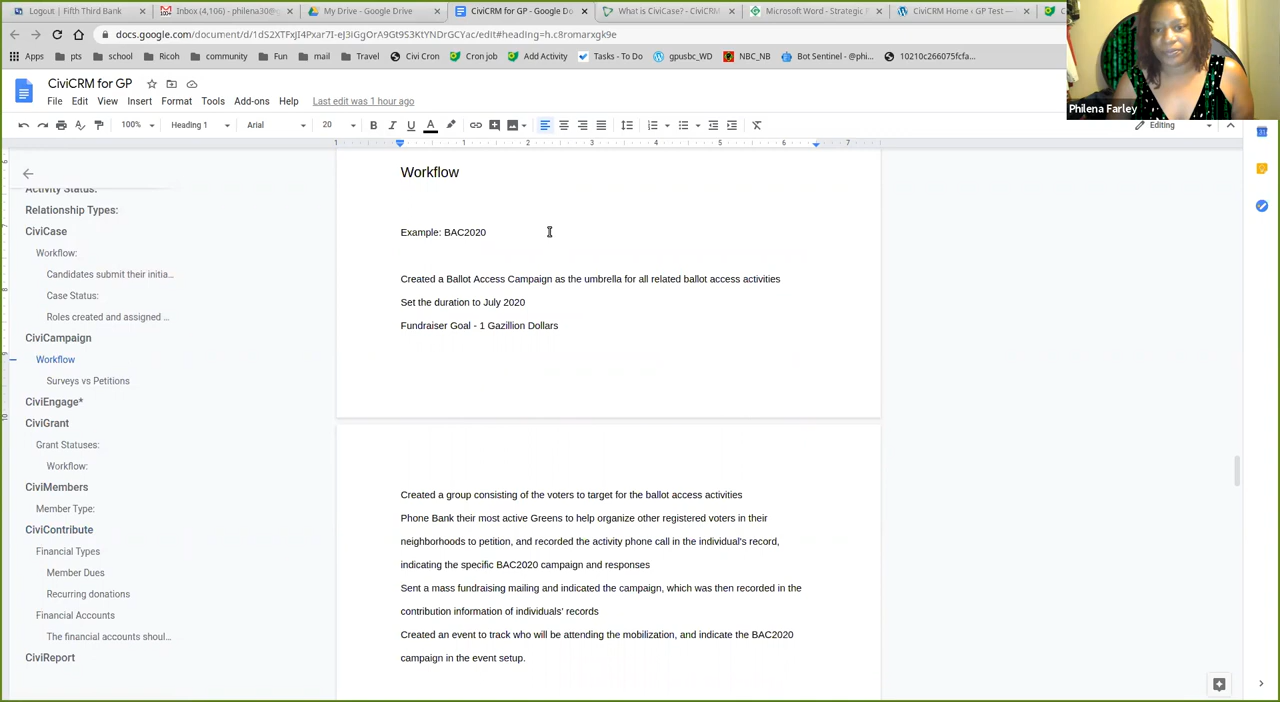 Logout | Fifth Third Bank
Inbox (4,106) - philena30@g
My Drive - Google Drive
CiviCRM for GP - Google Do
What is CiviCase? - CiviCRM
Microsoft Word - Strategic P
CiviCRM Home ‹ GP Test —
docs.google.com/document/d/1dS2XTFxJI4Pxar7I-eJ3iGgOrA9Gt9S3KtYNDrGCYac/edit#heading=h.c8romarxgk9e
Apps pts source Ricoh community Fun mail Travel Civi Cron Cron job Add Activity Tasks - To Do gpusbc_WD NBC_NB Bot Sentinel - @phi... 10210c266075fcfa...
Philena Farley
CiviCRM for GP
File Edit View Insert Format Tools Add-ons Help Last edit was 1 hour ago
100% Heading 1 Arial 20 B I U A Editing
1 1 2 3 4 5 6 7
Activity Status:
Relationship Types:
CiviCase
Workflow:
Candidates submit their initia...
Case Status:
Roles created and assigned ...
CiviCampaign
Workflow
Surveys vs Petitions
CiviEngage*
CiviGrant
Grant Statuses:
Workflow:
CiviMembers
Member Type:
CiviContribute
Financial Types
Member Dues
Recurring donations
Financial Accounts
The financial accounts shoul...
CiviReport
Workflow
Example: BAC2020
Created a Ballot Access Campaign as the umbrella for all related ballot access activities
Set the duration to July 2020
Fundraiser Goal - 1 Gazillion Dollars
Created a group consisting of the voters to target for the ballot access activities
Phone Bank their most active Greens to help organize other registered voters in their
neighborhoods to petition, and recorded the activity phone call in the individual's record,
indicating the specific BAC2020 campaign and responses
Sent a mass fundraising mailing and indicated the campaign, which was then recorded in the
contribution information of individuals' records
Created an event to track who will be attending the mobilization, and indicate the BAC2020
campaign in the event setup.